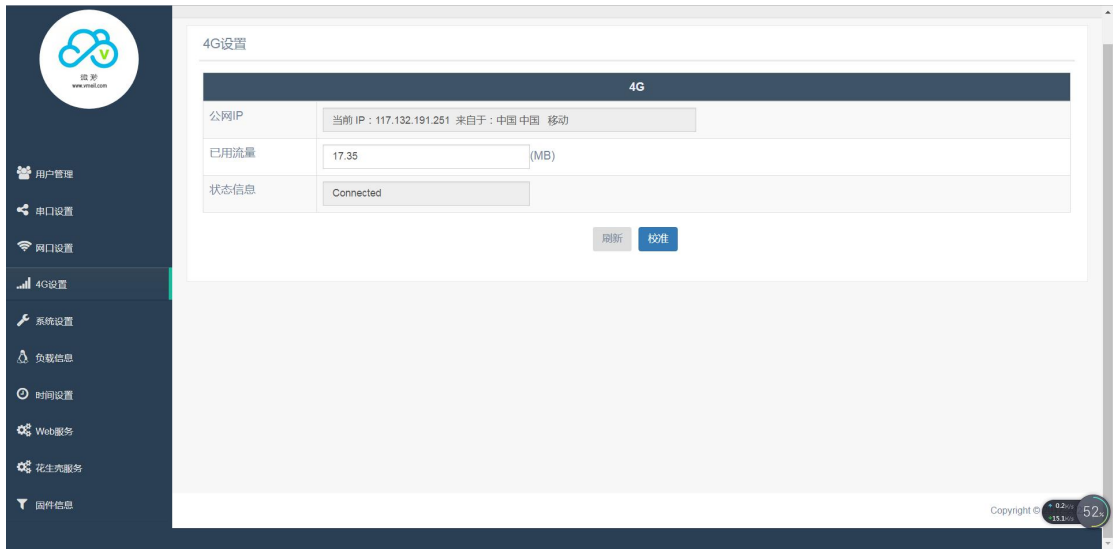 www.vmell.com
用户管理
串口设置
网口设置
4G设置
系统设置
负载信息
时间设置
Web服务
花生壳服务
固件信息
4G设置
4G
公网IP
当前 IP：117.132.191.251 来自于：中国 中国 移动
已用流量
17.35
(MB)
状态信息
Connected
刷新
校准
Copyright ©
52